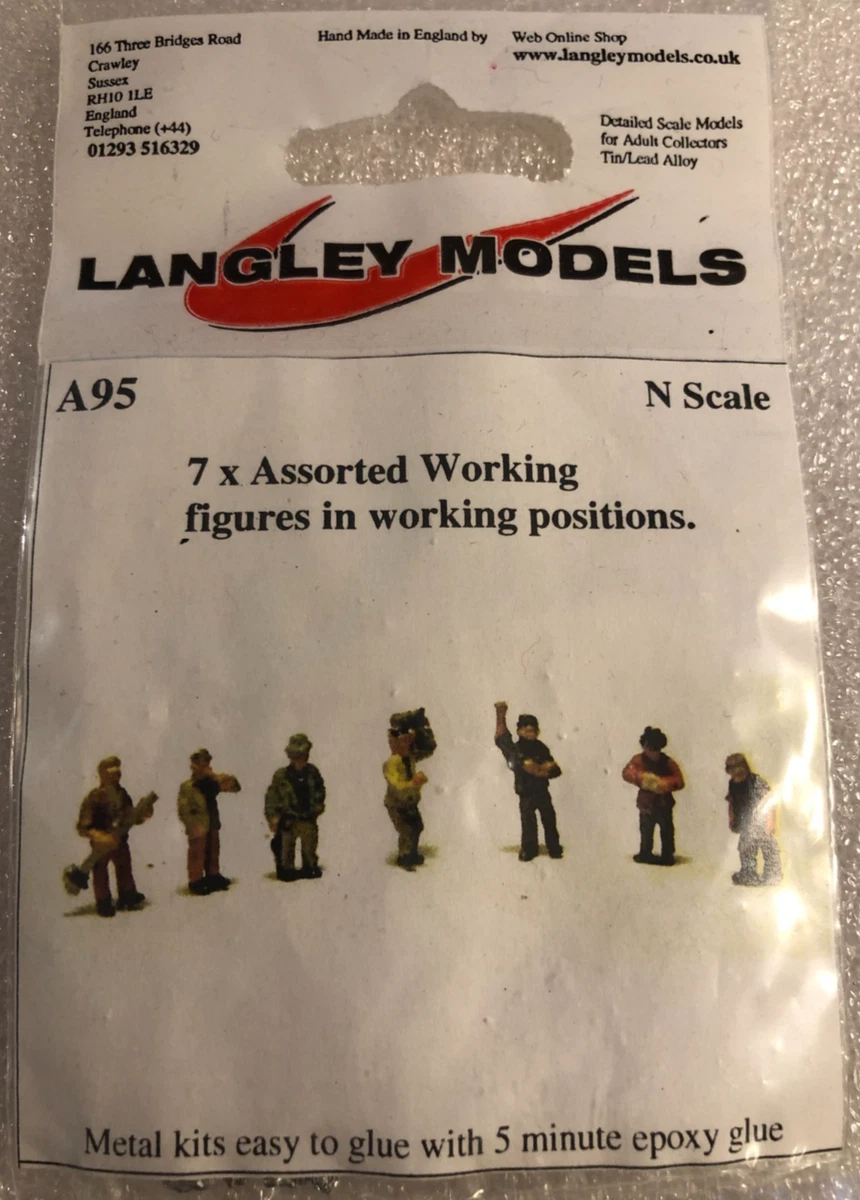 166 Three Bridges Road
Crawley
Sussex
RH10 1LE
England
Telephone (+44)
01293 516329
Hand Made in England by
Web Online Shop
www.langleymodels.co.uk
Detailed Scale Models
for Adult Collectors
Tin/Lead Alloy
LANGLEY MODELS
A95
N Scale
7 x Assorted Working
figures in working positions.
Metal kits easy to glue with 5 minute epoxy glue